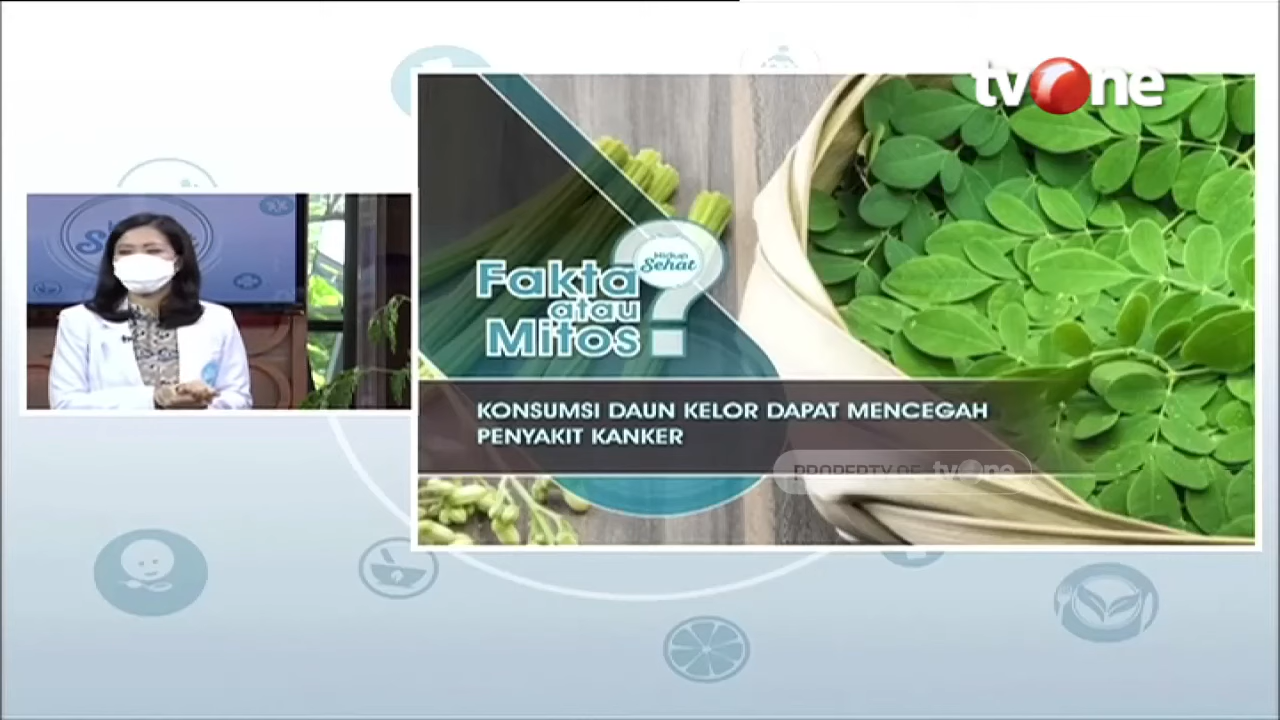 tvOne
Hidup
Sehat
Fakta
atau
Mitos
?
KONSUMSI DAUN KELOR DAPAT MENCEGAH
PENYAKIT KANKER
PROPERTY OF tvOne